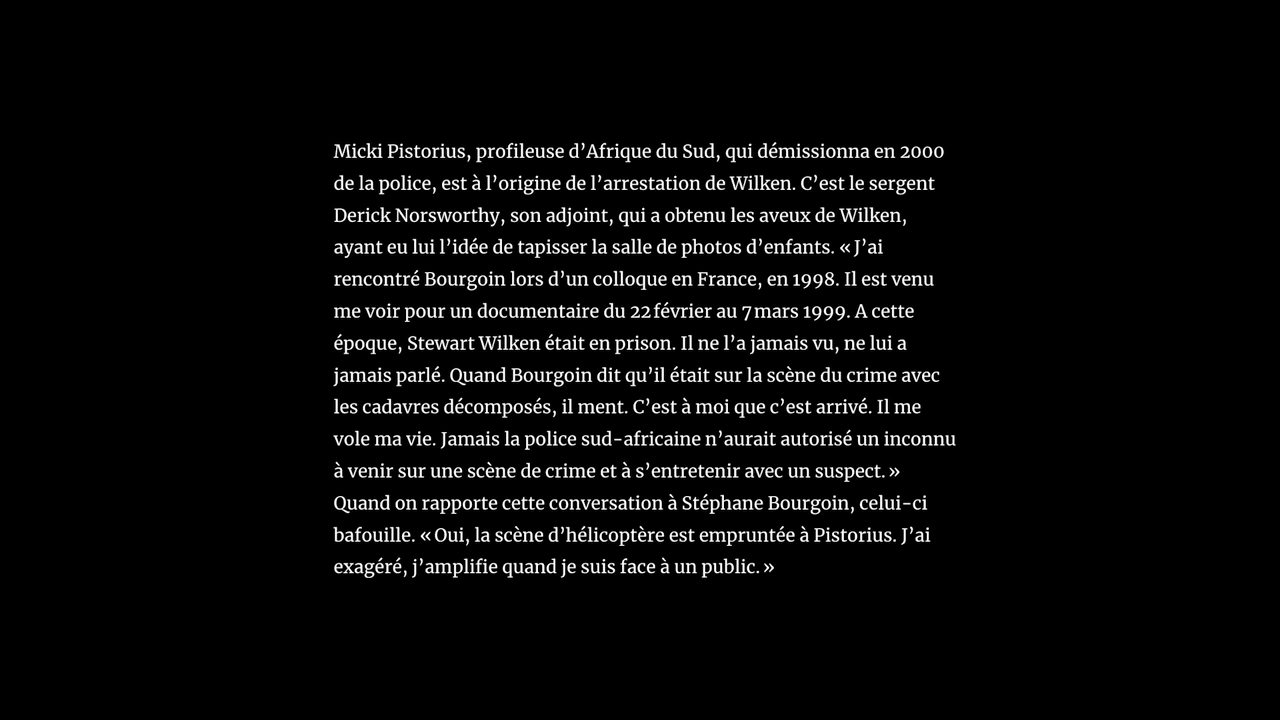 Micki Pistorius, profileuse d’Afrique du Sud, qui démissionna en 2000
de la police, est à l’origine de l’arrestation de Wilken. C’est le sergent
Derick Norsworthy, son adjoint, qui a obtenu les aveux de Wilken,
ayant eu lui l’idée de tapisser la salle de photos d’enfants. « J’ai
rencontré Bourgoin lors d’un colloque en France, en 1998. Il est venu
me voir pour un documentaire du 22 février au 7 mars 1999. A cette
époque, Stewart Wilken était en prison. Il ne l’a jamais vu, ne lui a
jamais parlé. Quand Bourgoin dit qu’il était sur la scène du crime avec
les cadavres décomposés, il ment. C’est à moi que c’est arrivé. Il me
vole ma vie. Jamais la police sud-africaine n’aurait autorisé un inconnu
à venir sur une scène de crime et à s’entretenir avec un suspect. »
Quand on rapporte cette conversation à Stéphane Bourgoin, celui-ci
bafouille. « Oui, la scène d’hélicoptère est empruntée à Pistorius. J’ai
exagéré, j’amplifie quand je suis face à un public. »